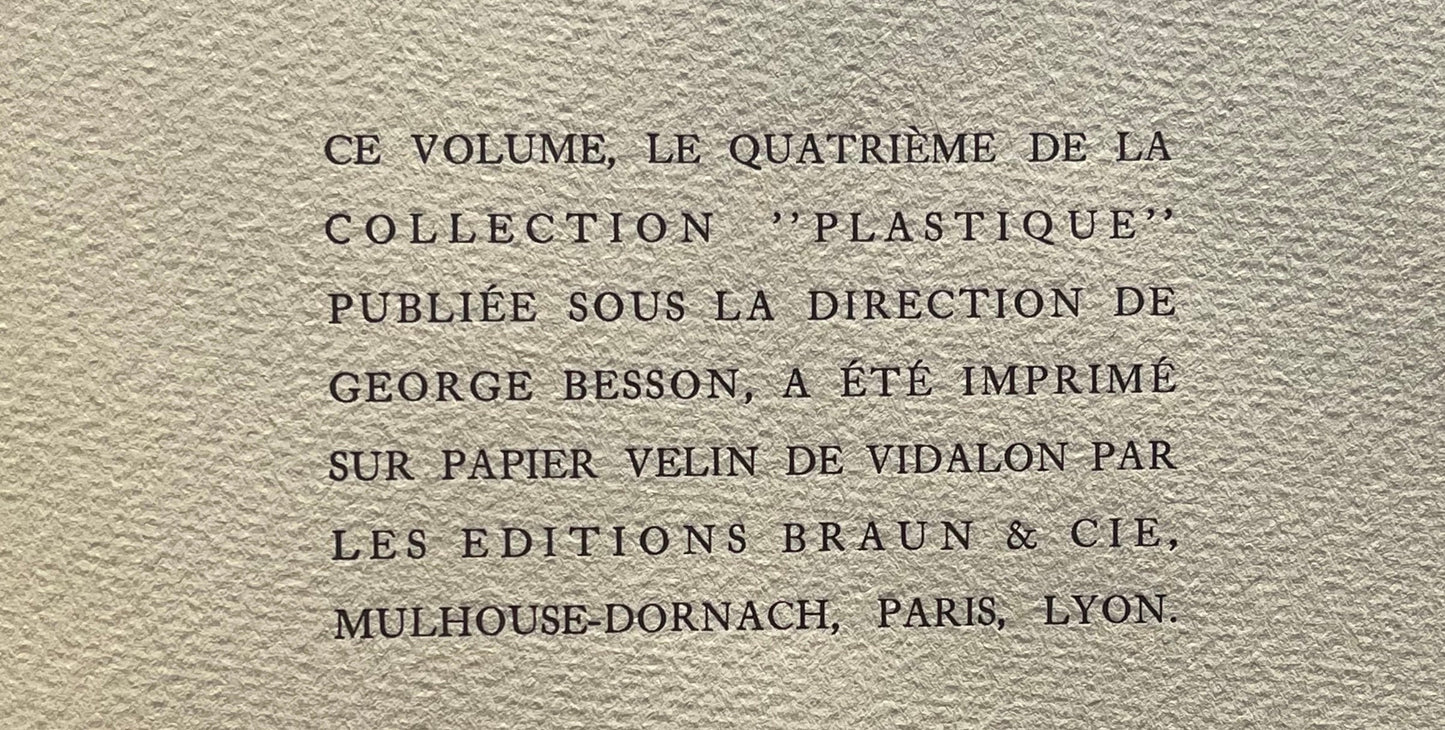 CE VOLUME, LE QUATRIÈME DE LA
COLLECTION ’’PLASTIQUE’’
PUBLIÉE SOUS LA DIRECTION DE
GEORGE BESSON, A ÉTÉ IMPRIMÉ
SUR PAPIER VELIN DE VIDALON PAR
LES EDITIONS BRAUN & CIE,
MULHOUSE-DORNACH, PARIS, LYON.